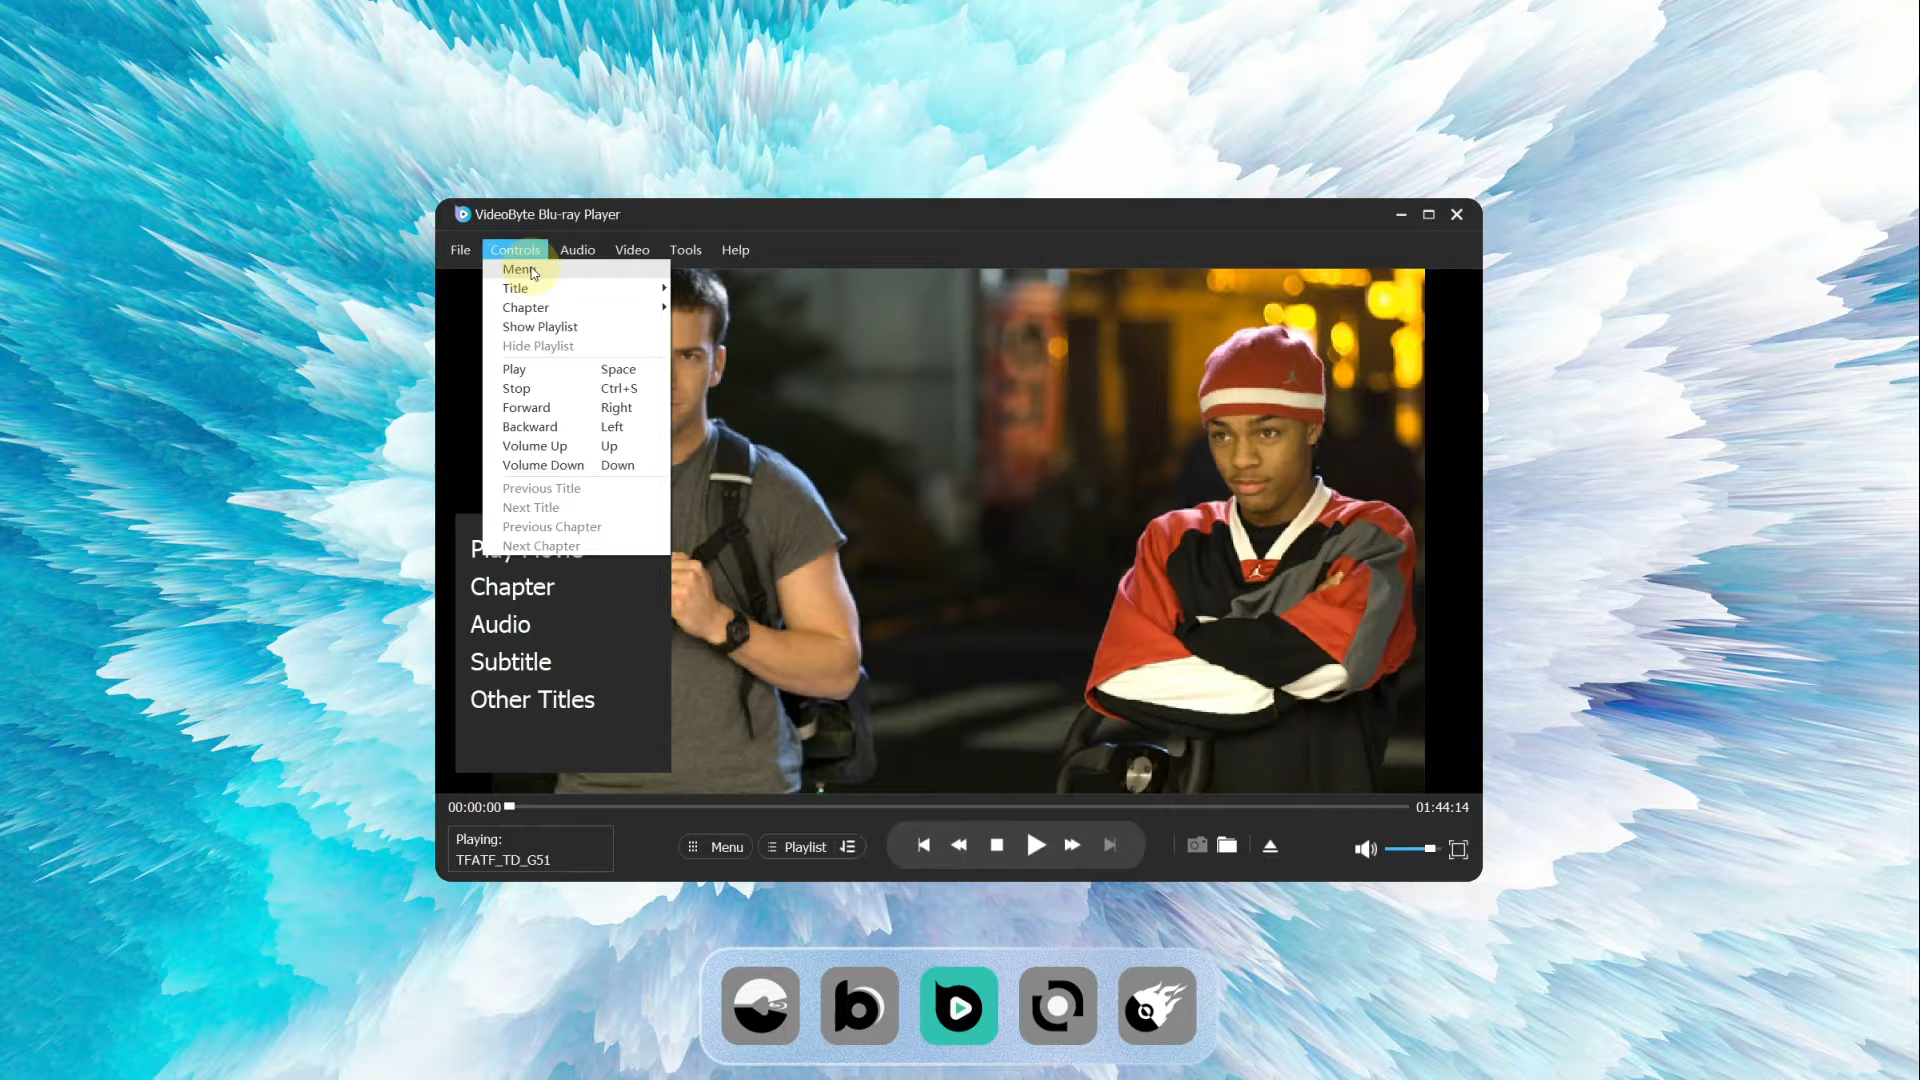 VideoByte Blu-ray Player
File Controls Audio Video Tools Help
Menu
Title
Chapter
Show Playlist
Hide Playlist
Play Space
Stop Ctrl+S
Forward Right
Backward Left
Volume Up Up
Volume Down Down
Previous Title
Next Title
Previous Chapter
Next Chapter
Play Movie
Chapter
Audio
Subtitle
Other Titles
00:00:00 01:44:14
Playing:
TFATF_TD_G51
Menu Playlist